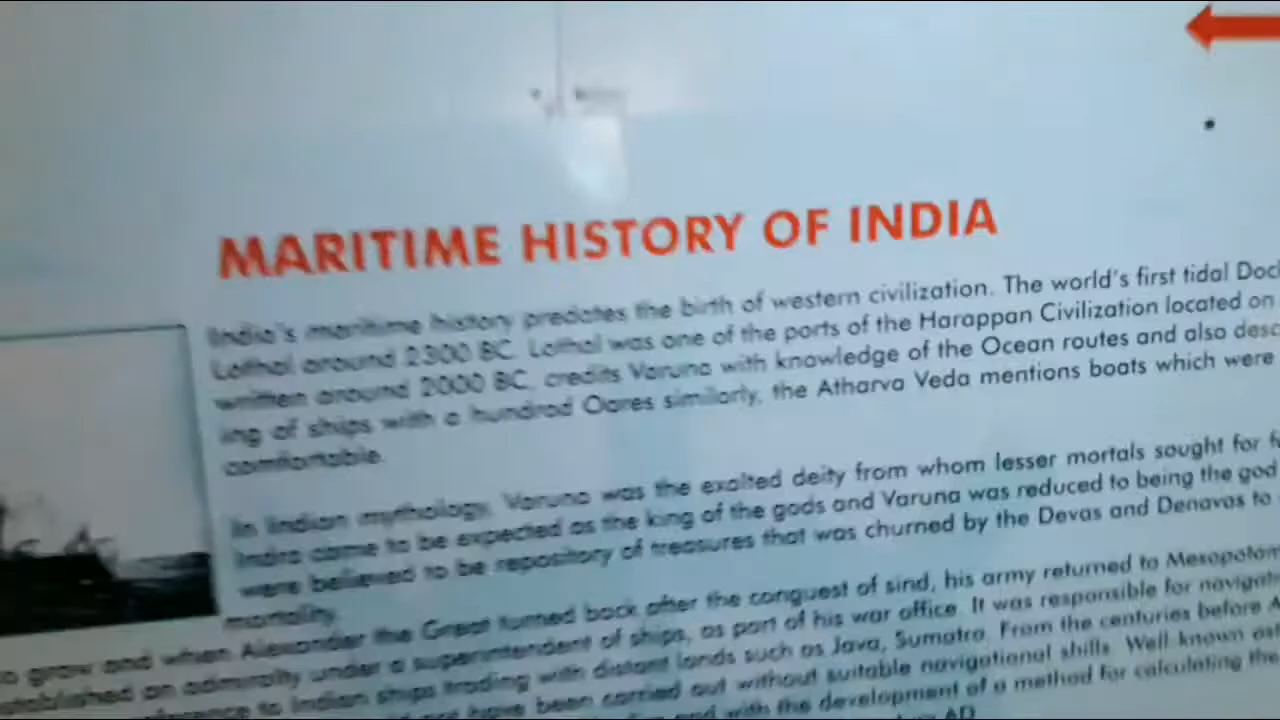 MARITIME HISTORY OF INDIA
India's maritime history predates the birth of western civilization. The world's first tidal
Lothal around 2300 BC. Lothal was one of the ports of the Harappan Civilization located on
written around 2000 BC, credits Varuna with knowledge of the Ocean routes and also
ing of ships with a hundrad Oares similarly, the Atharva Veda mentions boats which were
comfortable.
In Indian mythology, Varuna was the exalted deity from whom lesser mortals sought for
Indra came to be expected as the king of the gods and Varuna was reduced to being the god
were believed to be repository of treasures that was churned by the Devas and Denavas to
mortality.
grow and when Alexander the Great turned back after the conquest of sind, his army returned to
an admiralty under a superintendent of ships, as part of his war office. It was responsible for
to Indian ships trading with distant lands such as Java, Sumatra. From the centuries before
have been carried out without suitable navigational shills. Well known
and with the development of a method for calculating the
AD